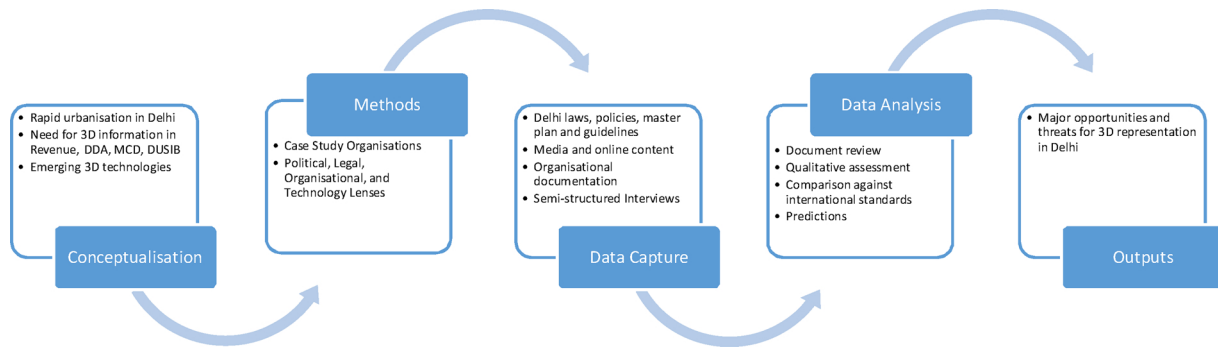 • Rapid urbanisation in Delhi
• Need for 3D information in
Revenue, DDA, MCD, DUSIB
• Emerging 3D technologies
Conceptualisation
Methods
• Case Study Organisations
• Political, Legal,
Organisational, and
Technology Lenses
• Delhi laws, policies, master
plan and guidelines
• Media and online content
• Organisational
documentation
• Semi-structured Interviews
Data Capture
Data Analysis
• Document review
• Qualitative assessment
• Comparison against
international standards
• Predictions
• Major opportunities and
threats for 3D representation
in Delhi
Outputs